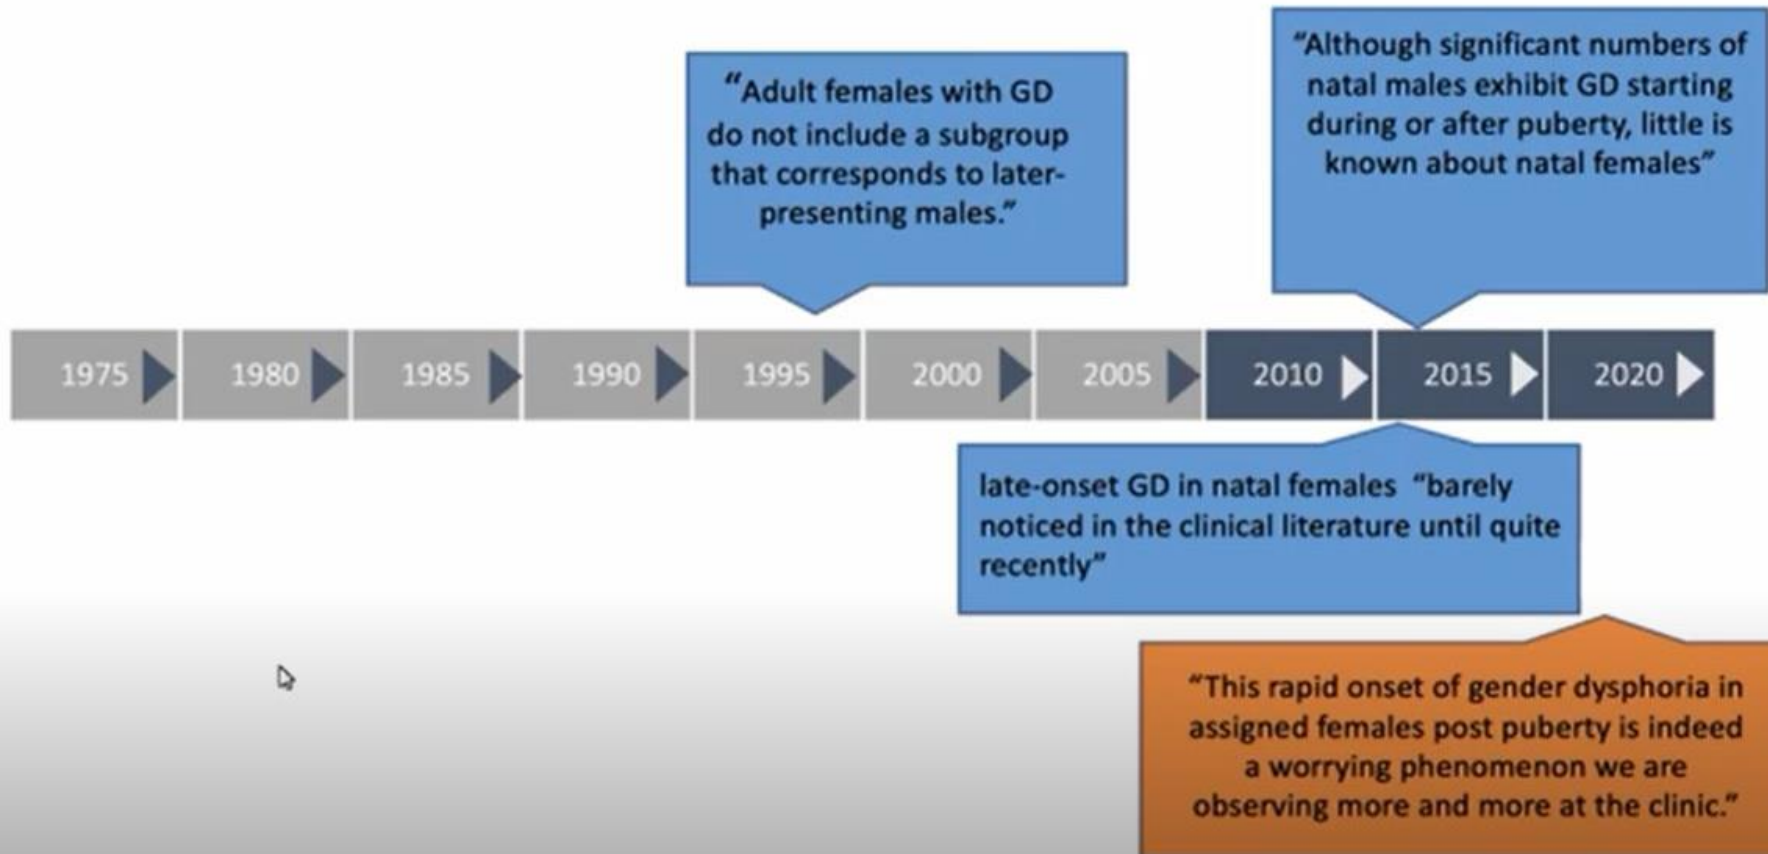 “Adult females with GD
do not include a subgroup
that corresponds to later-
presenting males.”
“Although significant numbers of
natal males exhibit GD starting
during or after puberty, little is
known about natal females”
1975 1980 1985 1990 1995 2000 2005 2010 2015 2020
late-onset GD in natal females “barely
noticed in the clinical literature until quite
recently”
“This rapid onset of gender dysphoria in
assigned females post puberty is indeed
a worrying phenomenon we are
observing more and more at the clinic.”